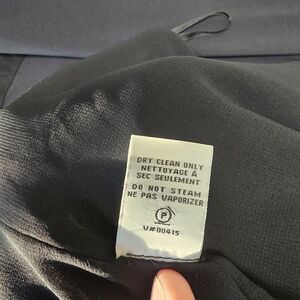 DRY CLEAN ONLY
NETTOYAGE À
SEC SEULEMENT
DO NOT STEAM
NE PAS VAPORIZER
P
V#00415